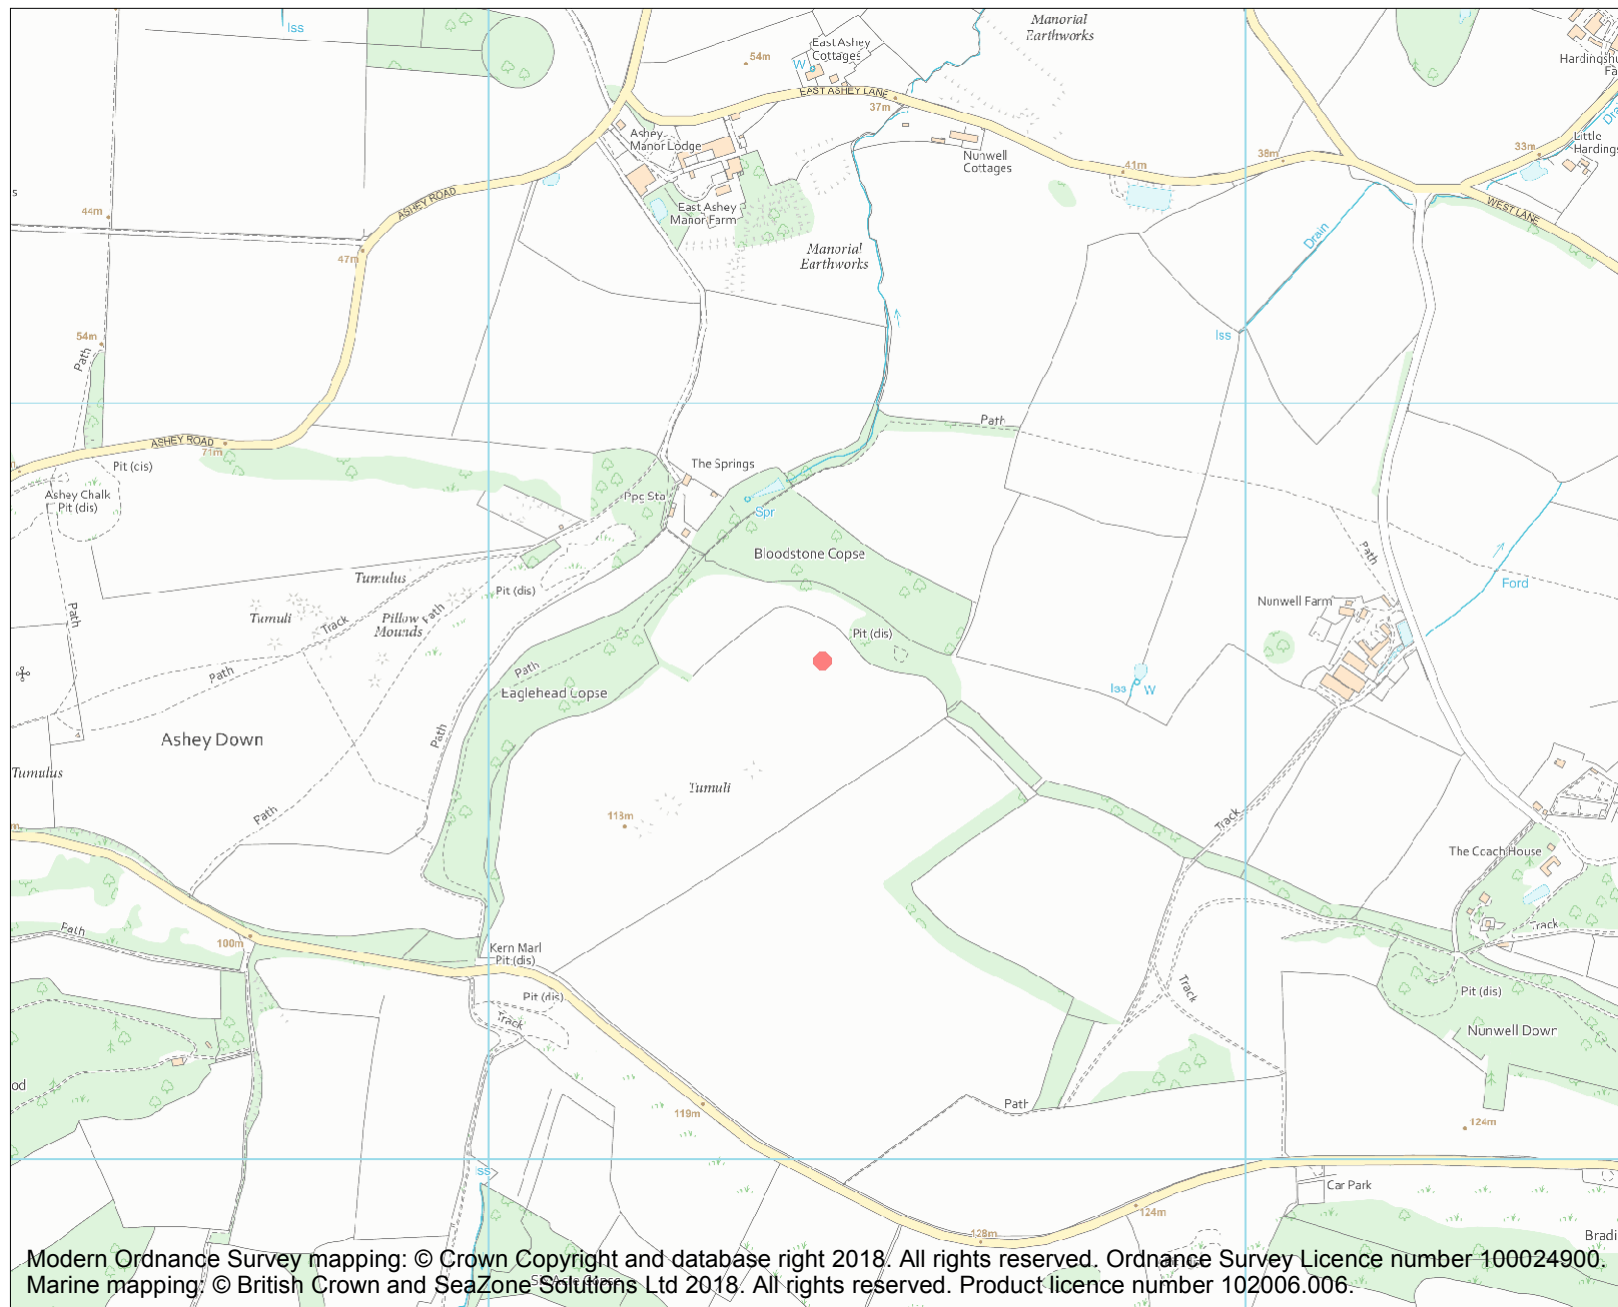 Iss
54m
East Ashey
Cottages
W
Manorial
Earthworks
EAST ASHEY LANE
37m
Ashey
Manor Lodge
Nunwell
Cottages
41m
38m
33m
Little
ASHEY ROAD
44m
East Ashey
Manor Farm
WEST LANE
47m
Manorial
Earthworks
Drain
54m
Path
Iss
ASHEY ROAD
71m
Path
Pit (cis)
Ashey Chalk
Pit (dis)
The Springs
Ppg Sta
Spr
Bloodstone Copse
Path
Tumulus
Pit (dis)
Ford
Tumuli
Pillow
Mounds
Path
Track
Path
Nunwell Farm
Pit (dis)
Path
Path
Eaglehead Copse
Iss
W
Ashey Down
Path
Tumulus
Tumuli
Path
113m
Track
The Coach House
Path
100m
Kern Marl
Pit (dis)
Track
Pit (dis)
Track
Track
Pit (dis)
Nunwell Down
119m
Path
124m
Iss
Car Park
124m
128m
Modern Ordnance Survey mapping: © Crown Copyright and database right 2018. All rights reserved. Ordnance Survey Licence number 100024900.
Marine mapping: © British Crown and SeaZone Solutions Ltd 2018. All rights reserved. Product licence number 102006.006.